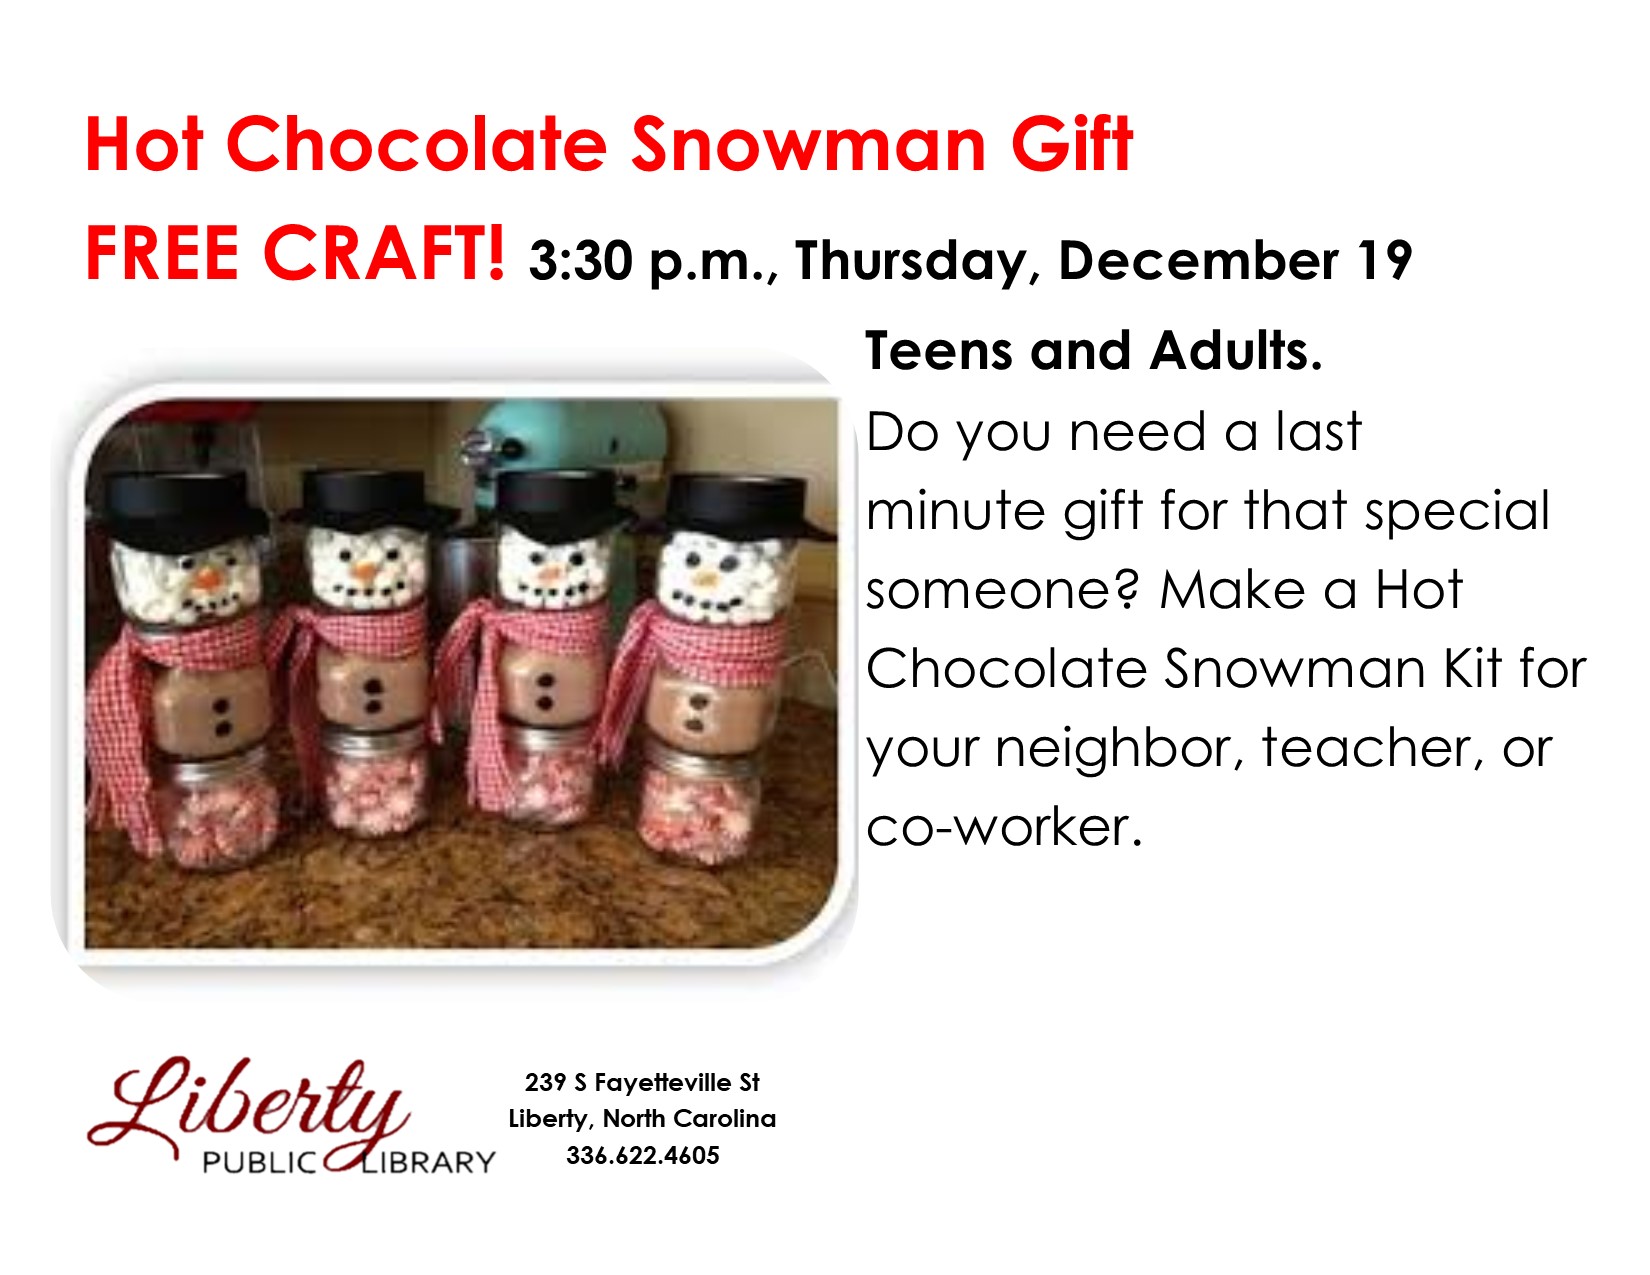 Hot Chocolate Snowman Gift
FREE CRAFT! 3:30 p.m., Thursday, December 19
Teens and Adults.
Do you need a last
minute gift for that special
someone? Make a Hot
Chocolate Snowman Kit for
your neighbor, teacher, or
co-worker.
Liberty
PUBLIC LIBRARY
239 S Fayetteville St
Liberty, North Carolina
336.622.4605